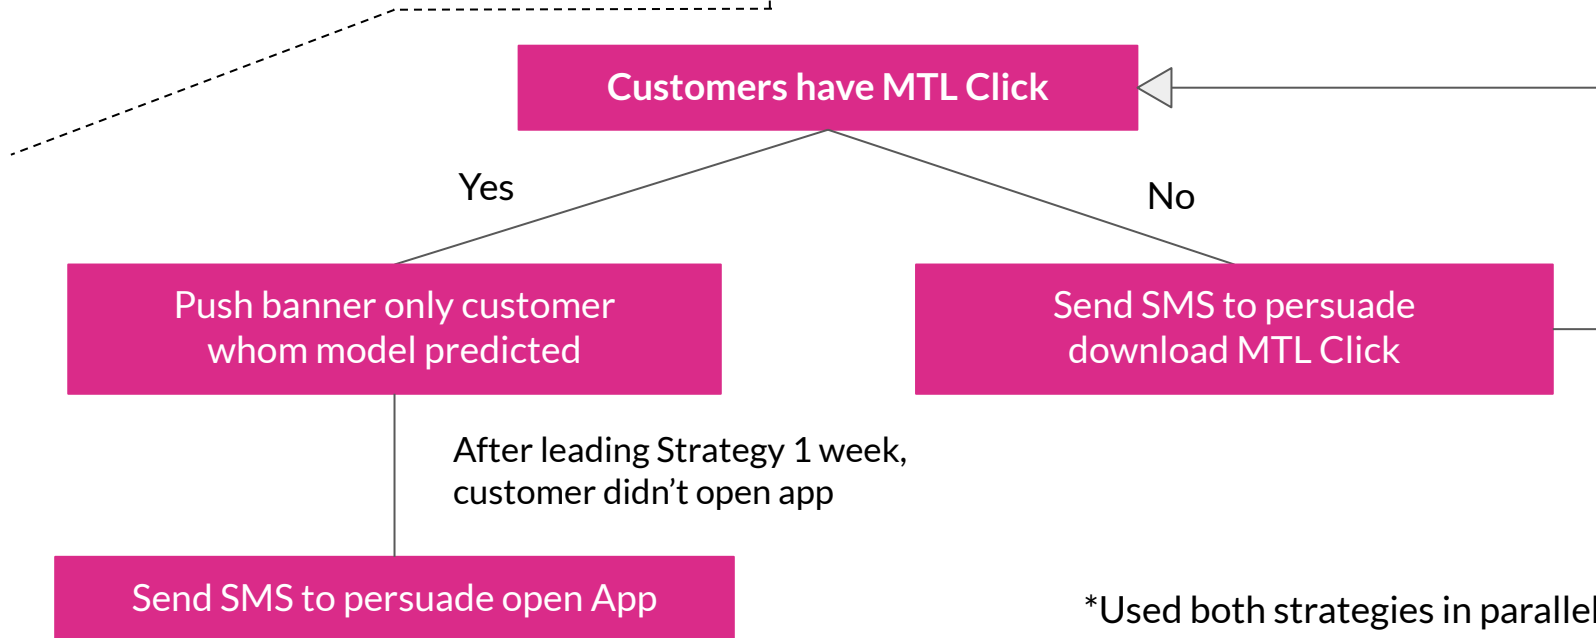 Customers have MTL Click
Yes
No
Push banner only customer
whom model predicted
Send SMS to persuade
download MTL Click
After leading Strategy 1 week,
customer didn’t open app
Send SMS to persuade open App
*Used both strategies in parallel